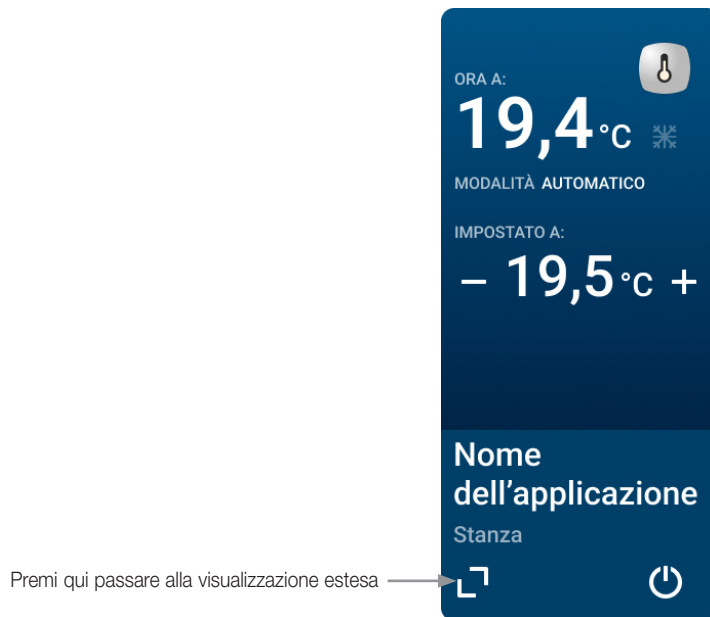 ORA A:
19,4°C
MODALITÀ AUTOMATICO
IMPOSTATO A:
– 19,5°C +
Nome
dell’applicazione
Stanza
Premi qui passare alla visualizzazione estesa